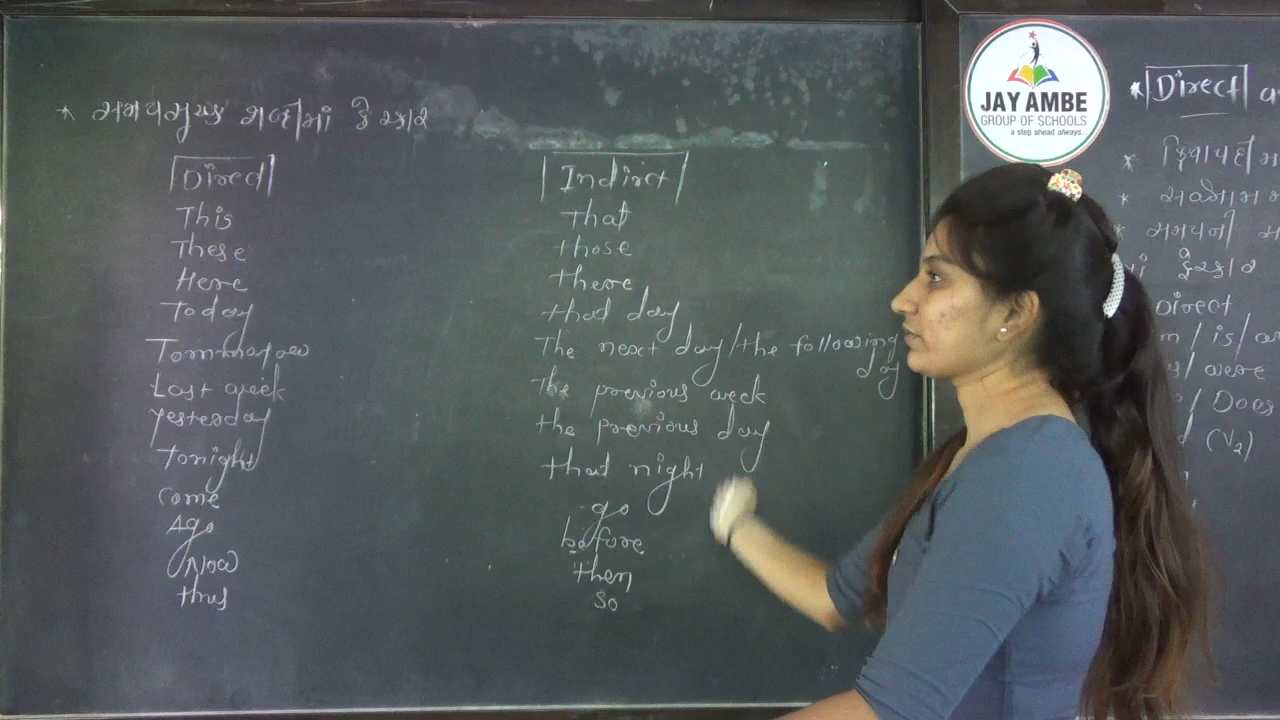 * સમયસૂચક શબ્દોમાં ફેરફાર
Direct Indirct
This That
These those
Here there
Today that day
Tommorow The next day/the following day
Last week The previous week
Yesterday the previous day
Tonight that night
come go
Ago before
Now then
thus so
JAY AMBE
GROUP OF SCHOOLS
a step ahead always...
* Direct
* ક્રિયાપદો
*
* સમયની
ફેરફાર
Direct
/ is/
/ were
/ Does
(V2)